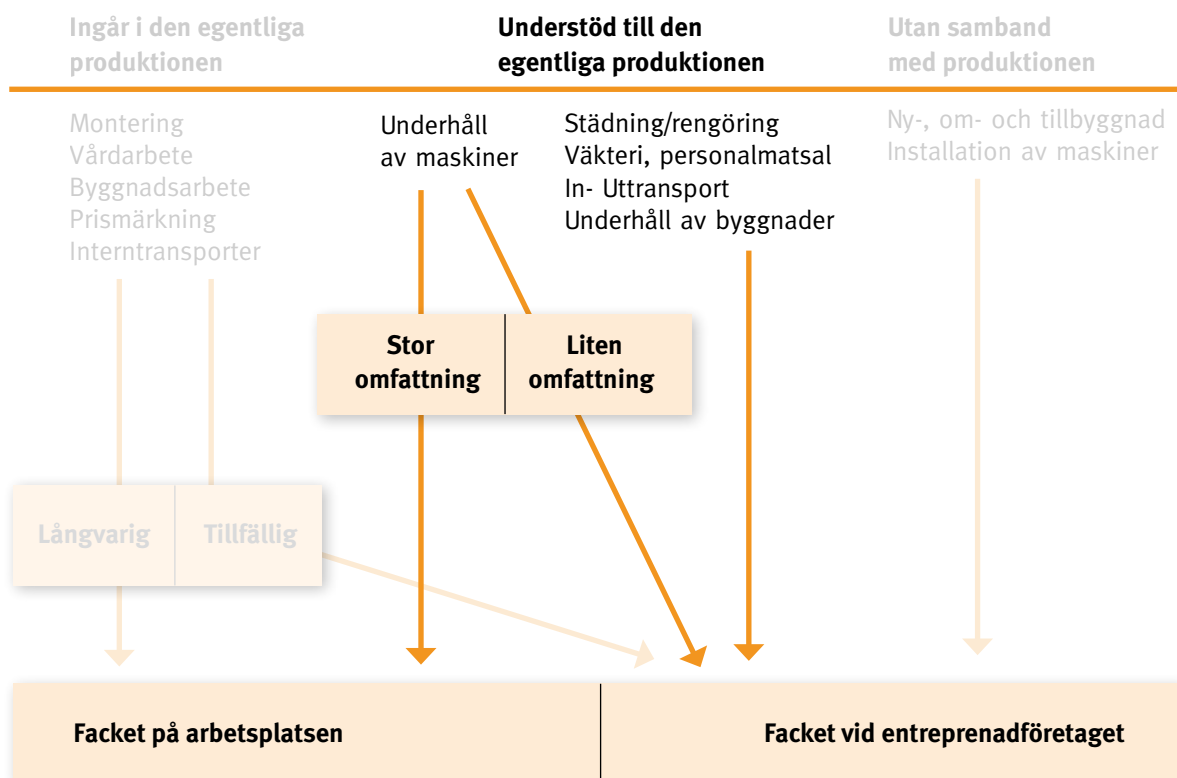 Ingår i den egentliga
produktionen
Understöd till den
egentliga produktionen
Utan samband
med produktionen
Montering
Vårdarbete
Byggnadsarbete
Prismärkning
Interntransporter
Underhåll
av maskiner
Städning/rengöring
Väkteri, personalmatsal
In- Uttransport
Underhåll av byggnader
Ny-, om- och tillbyggnad
Installation av maskiner
Stor
omfattning
Liten
omfattning
Långvarig
Tillfällig
Facket på arbetsplatsen
Facket vid entreprenadföretaget